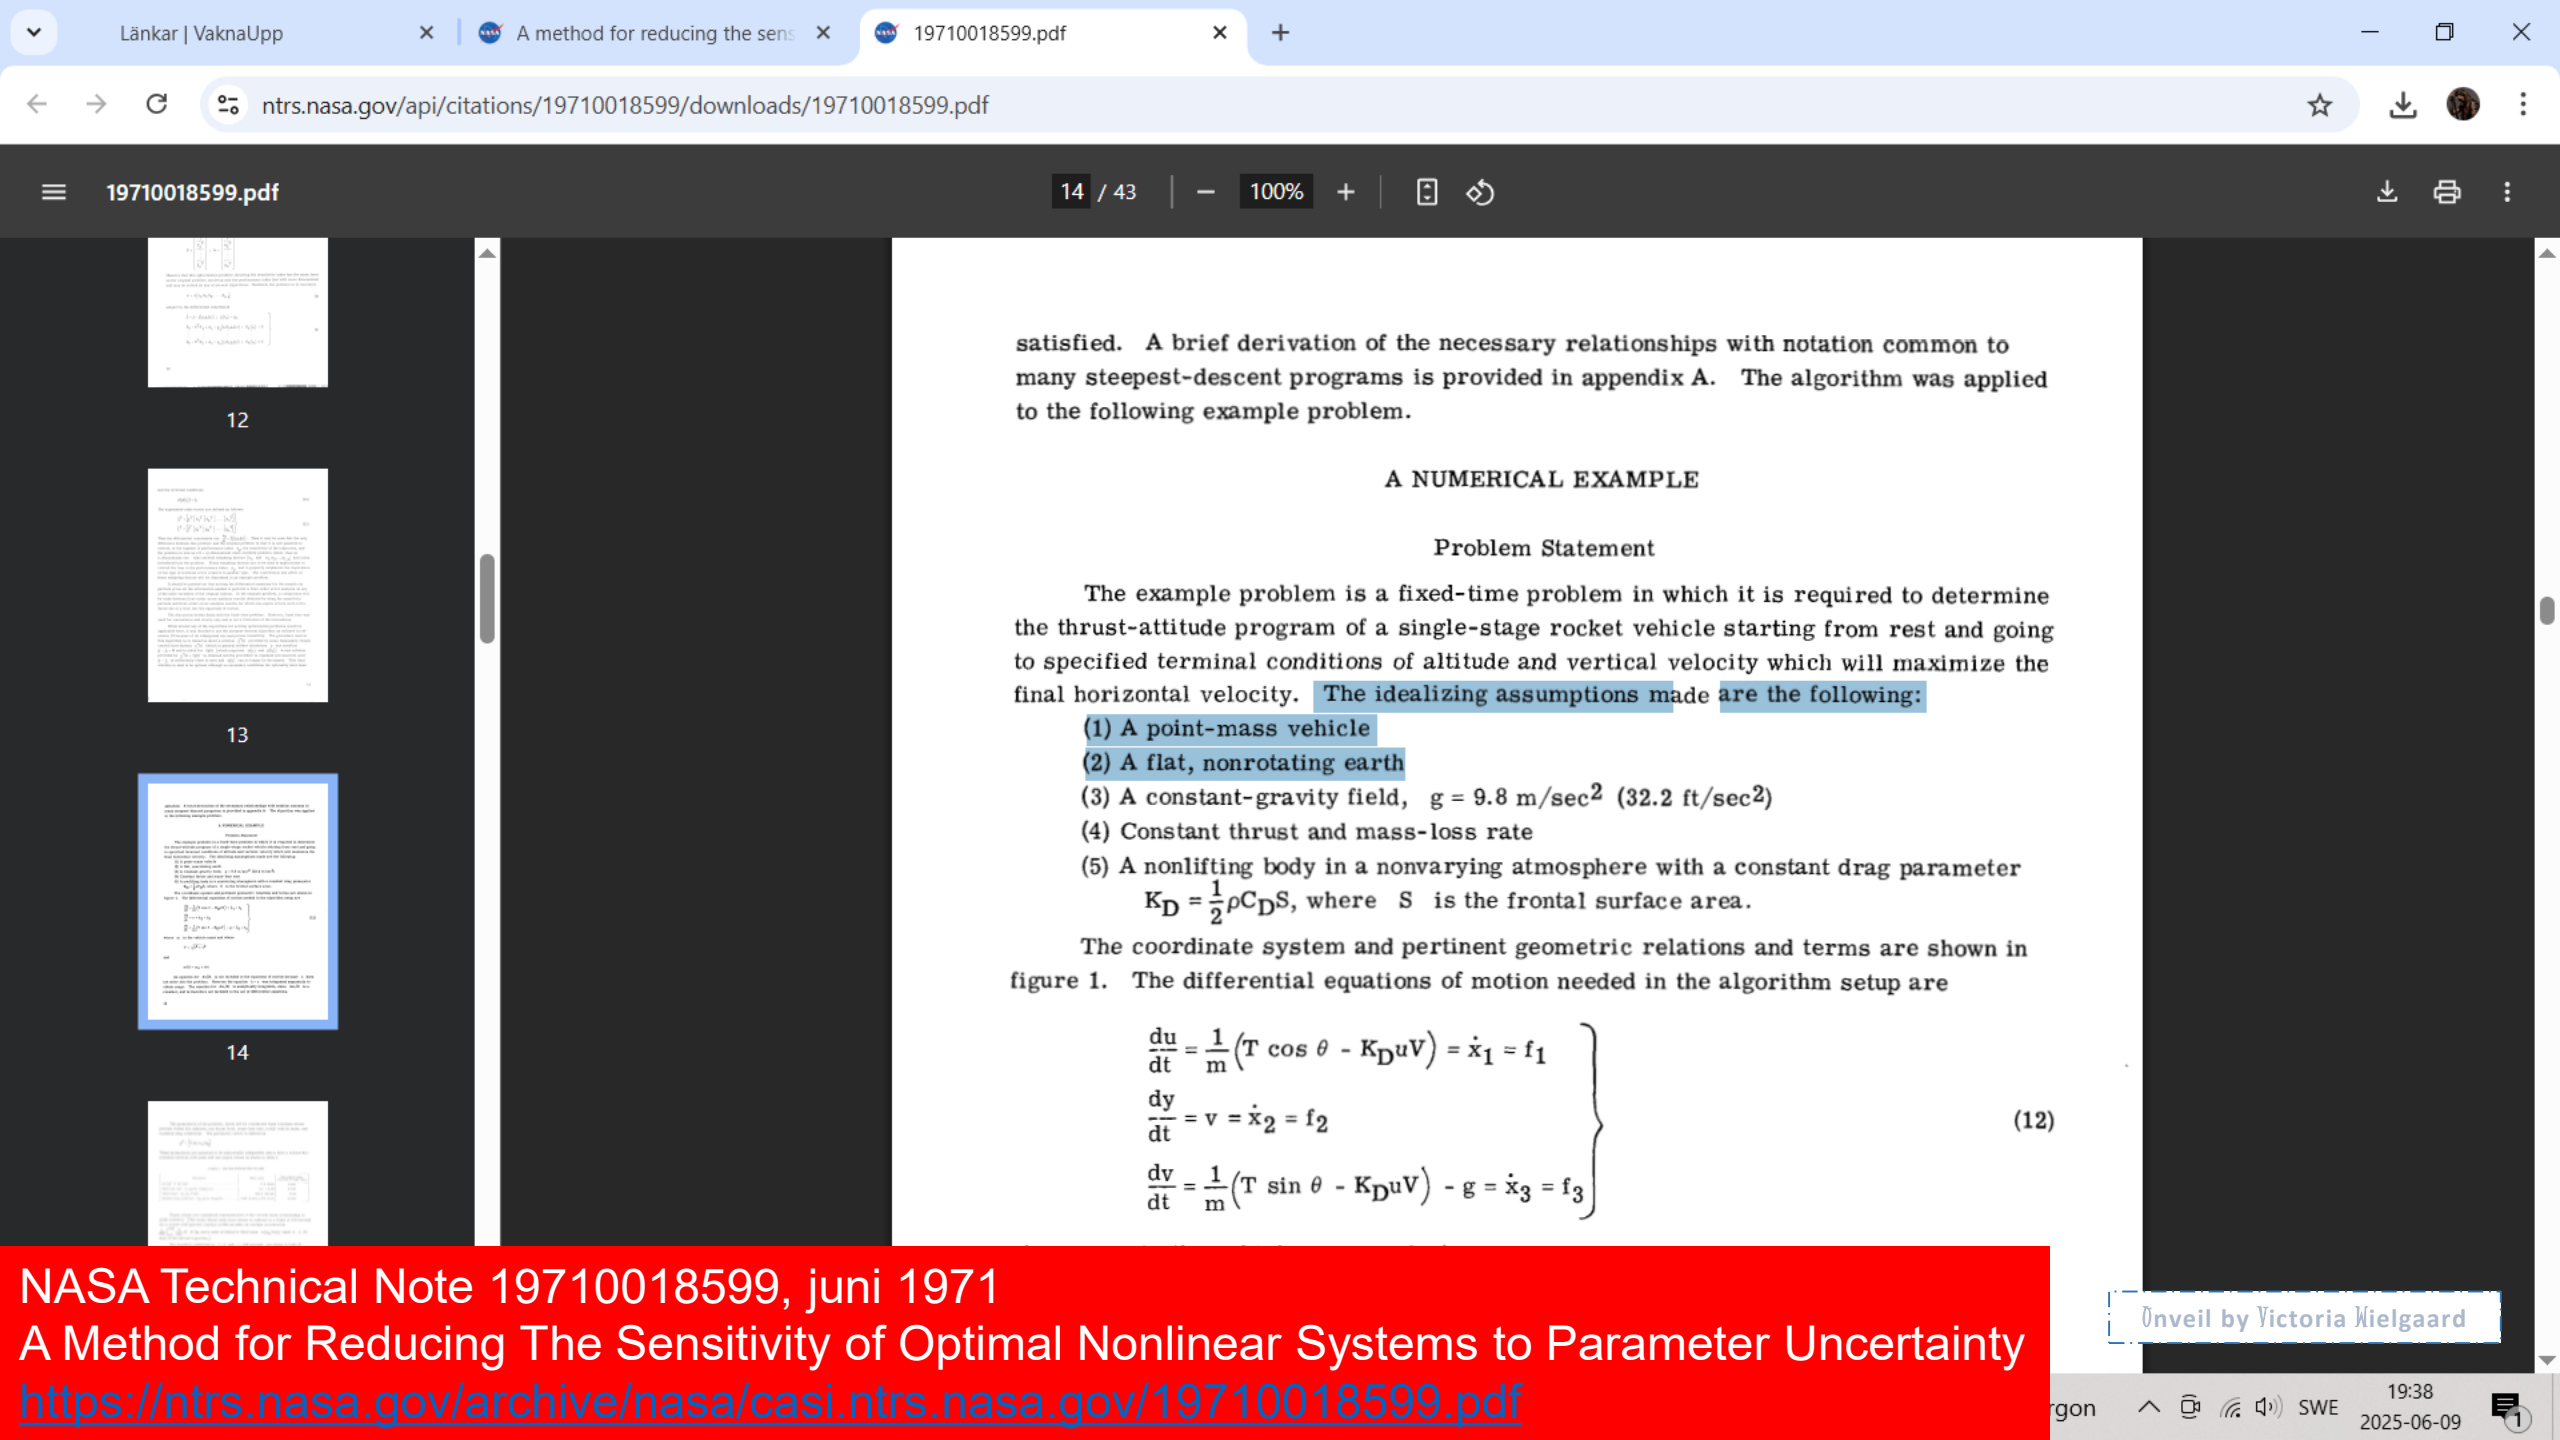 Länkar | VaknaUpp
A method for reducing the sens
19710018599.pdf
ntrs.nasa.gov/api/citations/19710018599/downloads/19710018599.pdf
19710018599.pdf
14 / 43
100%
12
13
14
satisfied. A brief derivation of the necessary relationships with notation common to
many steepest-descent programs is provided in appendix A. The algorithm was applied
to the following example problem.
A NUMERICAL EXAMPLE
Problem Statement
The example problem is a fixed-time problem in which it is required to determine
the thrust-attitude program of a single-stage rocket vehicle starting from rest and going
to specified terminal conditions of altitude and vertical velocity which will maximize the
final horizontal velocity. The idealizing assumptions made are the following:
(1) A point-mass vehicle
(2) A flat, nonrotating earth
(3) A constant-gravity field, g = 9.8 m/sec² (32.2 ft/sec²)
(4) Constant thrust and mass-loss rate
(5) A nonlifting body in a nonvarying atmosphere with a constant drag parameter
K_D = 1/2 ρC_DS, where S is the frontal surface area.
The coordinate system and pertinent geometric relations and terms are shown in
figure 1. The differential equations of motion needed in the algorithm setup are
du/dt = 1/m (T cos θ - K_DuV) = ẋ₁ = f₁
dy/dt = v = ẋ₂ = f₂
(12)
dv/dt = 1/m (T sin θ - K_DuV) - g = ẋ₃ = f₃
NASA Technical Note 19710018599, juni 1971
A Method for Reducing The Sensitivity of Optimal Nonlinear Systems to Parameter Uncertainty
https://ntrs.nasa.gov/archive/nasa/casi.ntrs.nasa.gov/19710018599.pdf
Unveil by Victoria Wielgaard
rgon
SWE
19:38
2025-06-09
1